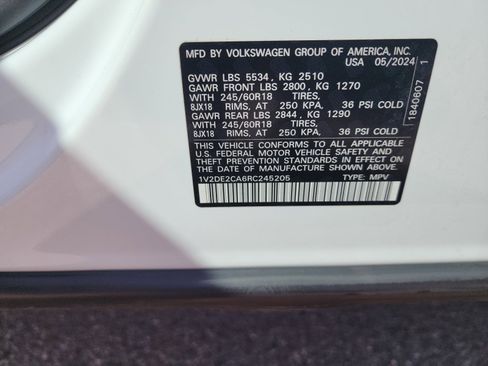 MFD BY VOLKSWAGEN GROUP OF AMERICA, INC.
USA 05/2024
GVWR LBS 5534, KG 2510
GAWR FRONT LBS 2800, KG 1270
WITH 245/60R18 TIRES,
8JX18 RIMS, AT 250 KPA, 36 PSI COLD
GAWR REAR LBS 2844, KG 1290
WITH 245/60R18 TIRES,
8JX18 RIMS, AT 250 KPA, 36 PSI COLD
THIS VEHICLE CONFORMS TO ALL APPLICABLE
U.S. FEDERAL MOTOR VEHICLE SAFETY AND
THEFT PREVENTION STANDARDS IN EFFECT ON
THE DATE OF MANUFACTURE SHOWN ABOVE.
1V2DE2CA6RC245205 TYPE: MPV
1840807 1